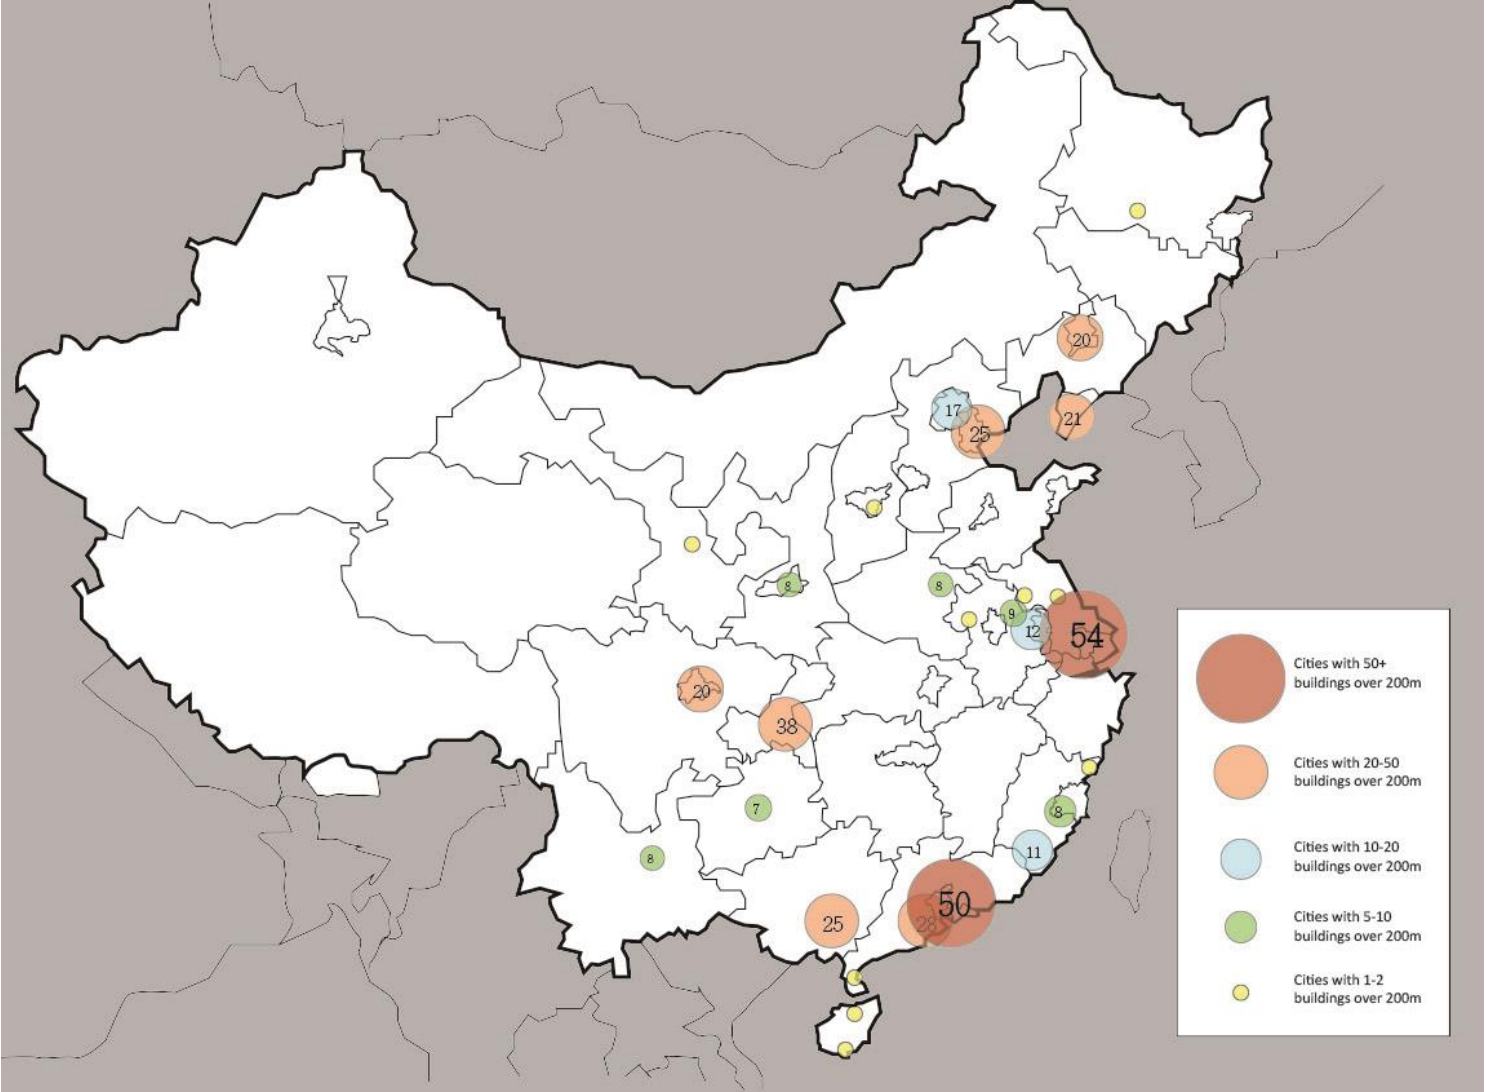 20
17
21
25
8
8
9
12
54
20
38
7
8
11
8
50
28
25
Cities with 50+
buildings over 200m
Cities with 20-50
buildings over 200m
Cities with 10-20
buildings over 200m
Cities with 5-10
buildings over 200m
Cities with 1-2
buildings over 200m